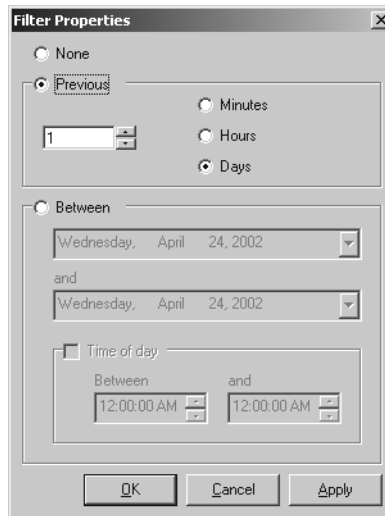 Filter Properties
None
Previous
1
Minutes
Hours
Days
Between
Wednesday, April 24, 2002
and
Wednesday, April 24, 2002
Time of day
Between and
12:00:00 AM 12:00:00 AM
OK Cancel Apply